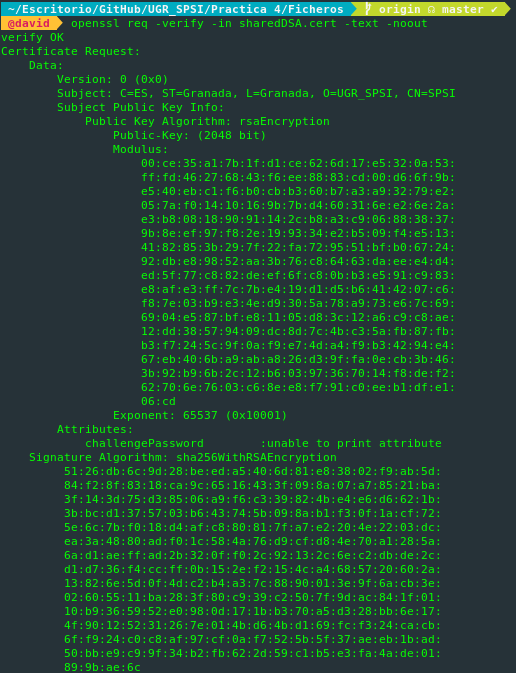 ~/Escritorio/GitHub/UGR_SPSI/Practica 4/Ficheros origin master ✔
@david openssl req -verify -in sharedDSA.cert -text -noout
verify OK
Certificate Request:
Data:
Version: 0 (0x0)
Subject: C=ES, ST=Granada, L=Granada, O=UGR_SPSI, CN=SPSI
Subject Public Key Info:
Public Key Algorithm: rsaEncryption
Public-Key: (2048 bit)
Modulus:
00:ce:35:a1:7b:1f:d1:ce:62:6d:17:e5:32:0a:53:
ff:fd:46:27:68:43:f6:ee:88:83:cd:00:d6:6f:9b:
e5:40:eb:c1:f6:b0:cb:b3:60:b7:a3:a9:32:79:e2:
05:7a:f0:14:10:16:9b:7b:d4:60:31:6e:e2:6e:2a:
e3:b8:08:18:90:91:14:2c:b8:a3:c9:06:88:38:37:
9b:8e:ef:97:f8:2e:19:93:34:e2:b5:09:f4:e5:13:
41:82:85:3b:29:7f:22:fa:72:95:51:bf:b0:67:24:
92:db:e8:98:52:aa:3b:76:c8:64:63:da:ee:e4:d4:
ed:5f:77:c8:82:de:ef:6f:c8:0b:b3:e5:91:c9:83:
e8:af:e3:ff:7c:7b:e4:19:d1:d5:b6:41:42:07:c6:
f8:7e:03:b9:e3:4e:d9:30:5a:78:a9:73:e6:7c:69:
69:04:e5:87:bf:e8:11:05:d8:3c:12:a6:c9:c8:ae:
12:dd:38:57:94:09:dc:8d:7c:4b:c3:5a:fb:87:fb:
b3:f7:24:5c:9f:0a:f9:e7:4d:a4:f9:b3:42:94:e4:
67:eb:40:6b:a9:ab:a8:26:d3:9f:fa:0e:cb:3b:46:
3b:92:b9:6b:2c:12:b6:03:97:36:70:14:f8:de:f2:
62:70:6e:76:03:c6:8e:e8:f7:91:c0:ee:b1:df:e1:
06:cd
Exponent: 65537 (0x10001)
Attributes:
challengePassword :unable to print attribute
Signature Algorithm: sha256WithRSAEncryption
51:26:db:6c:9d:28:be:ed:a5:40:6d:81:e8:38:02:f9:ab:5d:
84:f2:8f:83:18:ca:9c:65:16:43:3f:09:8a:07:a7:85:21:ba:
3f:14:3d:75:d3:85:06:a9:f6:c3:39:82:4b:e4:e6:d6:62:1b:
3b:bc:d1:37:57:03:b6:43:74:5b:09:8a:b1:f3:0f:1a:cf:72:
5e:6c:7b:f0:18:d4:af:c8:80:81:7f:a7:e2:20:4e:22:03:dc:
ea:3a:48:80:ad:f0:1c:58:4a:76:d9:cf:d8:4e:70:a1:28:5a:
6a:d1:ae:ff:ad:2b:32:0f:f0:2c:92:13:2c:6e:c2:db:de:2c:
d1:d7:36:f4:cc:ff:0b:15:2e:f2:15:4c:a4:68:57:20:60:2a:
13:82:6e:5d:0f:4d:c2:b4:a3:7c:88:90:01:3e:9f:6a:cb:3e:
02:60:55:11:ba:28:3f:80:c9:39:c2:50:7f:9d:ac:84:1f:01:
10:b9:36:59:52:e0:98:0d:17:1b:b3:70:a5:d3:28:bb:6e:17:
4f:90:12:52:31:26:7e:01:4b:d6:4b:d1:69:fc:f3:24:ca:cb:
6f:f9:24:c0:c8:af:97:cf:0a:f7:52:5b:5f:37:ae:eb:1b:ad:
50:bb:e9:c9:9f:34:b2:fb:62:2d:59:c1:b5:e3:fa:4a:de:01:
89:9b:ae:6c